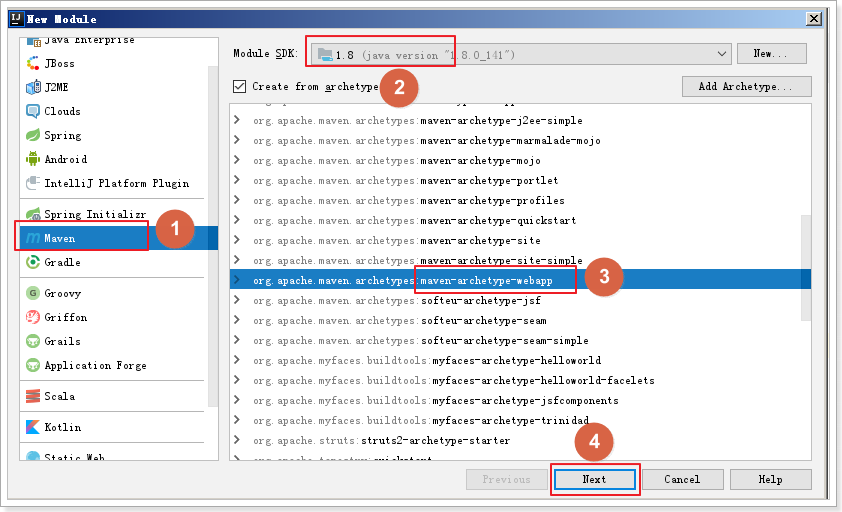 New Module
Java Enterprise
JBoss
J2ME
Clouds
Spring
Android
IntelliJ Platform Plugin
Spring Initializr
Maven
Gradle
Groovy
Griffon
Grails
Application Forge
Scala
Kotlin
Static Web
1
Module SDK: 1.8 (java version "1.8.0_141") New...
2
Create from archetype Add Archetype...
org.apache.maven.archetypes:maven-archetype-j2ee-simple
org.apache.maven.archetypes:maven-archetype-marmalade-mojo
org.apache.maven.archetypes:maven-archetype-mojo
org.apache.maven.archetypes:maven-archetype-portlet
org.apache.maven.archetypes:maven-archetype-profiles
org.apache.maven.archetypes:maven-archetype-quickstart
org.apache.maven.archetypes:maven-archetype-site
org.apache.maven.archetypes:maven-archetype-site-simple
org.apache.maven.archetypes:maven-archetype-webapp
3
org.apache.maven.archetypes:softeu-archetype-jsf
org.apache.maven.archetypes:softeu-archetype-seam
org.apache.maven.archetypes:softeu-archetype-seam-simple
org.apache.myfaces.buildtools:myfaces-archetype-helloworld
org.apache.myfaces.buildtools:myfaces-archetype-helloworld-facelets
org.apache.myfaces.buildtools:myfaces-archetype-jsfcomponents
org.apache.myfaces.buildtools:myfaces-archetype-trinidad
org.apache.struts:struts2-archetype-starter
4
Previous Next Cancel Help